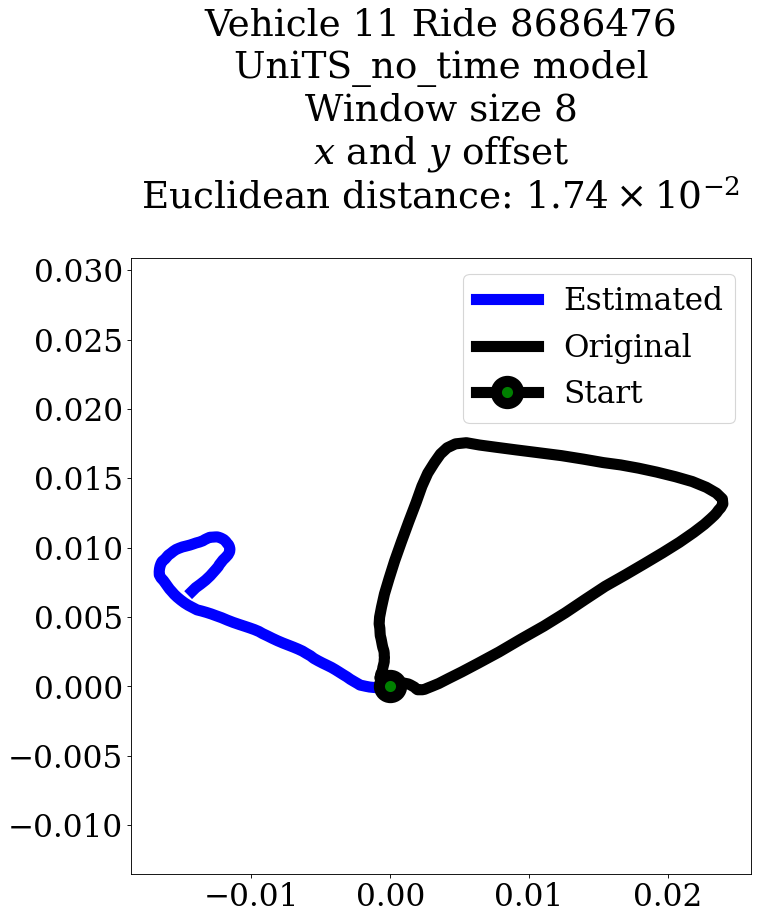 Vehicle 11 Ride 8686476
UniTS_no_time model
Window size 8
x and y offset
Euclidean distance: 1.74 × 10⁻²
Estimated
Original
Start
0.030
0.025
0.020
0.015
0.010
0.005
0.000
−0.005
−0.010
−0.01 0.00 0.01 0.02